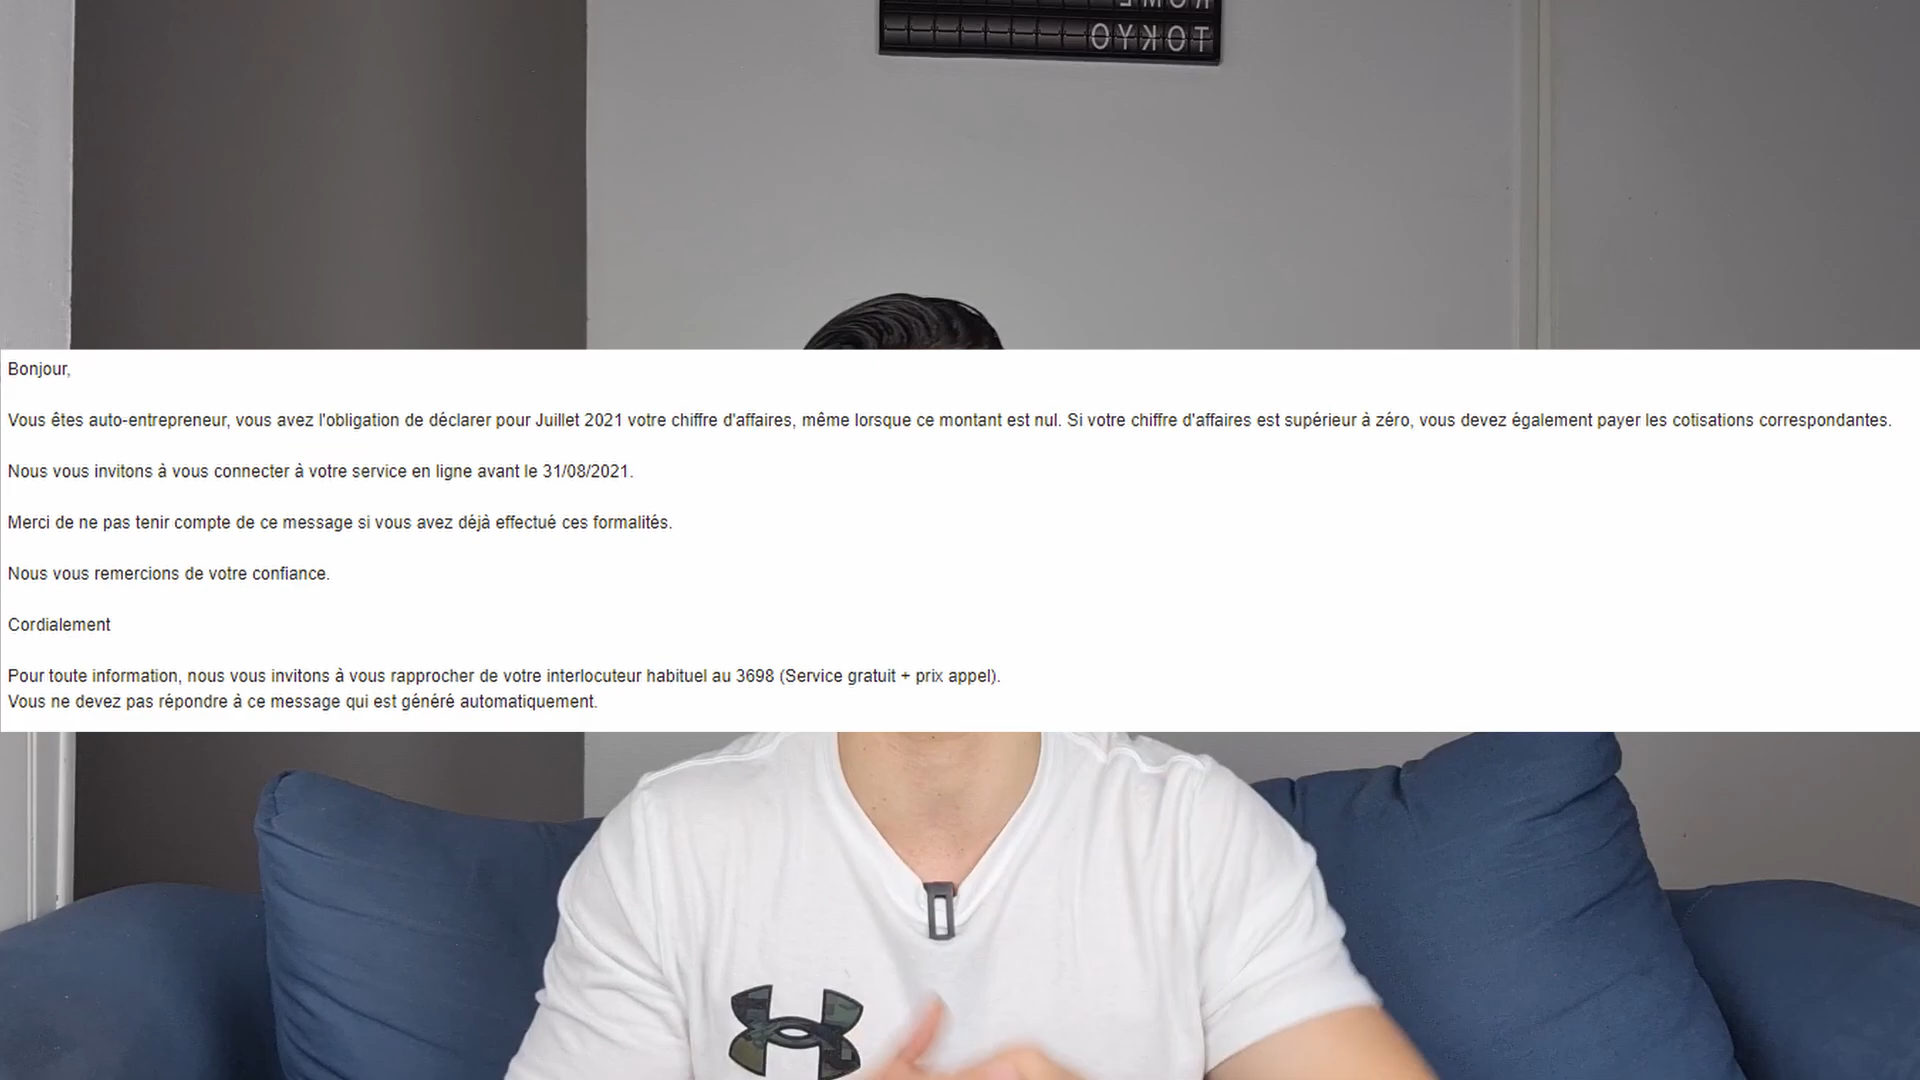 ROME
TOKYO
Bonjour,
Vous êtes auto-entrepreneur, vous avez l'obligation de déclarer pour Juillet 2021 votre chiffre d'affaires, même lorsque ce montant est nul. Si votre chiffre d'affaires est supérieur à zéro, vous devez également payer les cotisations correspondantes.
Nous vous invitons à vous connecter à votre service en ligne avant le 31/08/2021.
Merci de ne pas tenir compte de ce message si vous avez déjà effectué ces formalités.
Nous vous remercions de votre confiance.
Cordialement
Pour toute information, nous vous invitons à vous rapprocher de votre interlocuteur habituel au 3698 (Service gratuit + prix appel).
Vous ne devez pas répondre à ce message qui est généré automatiquement.